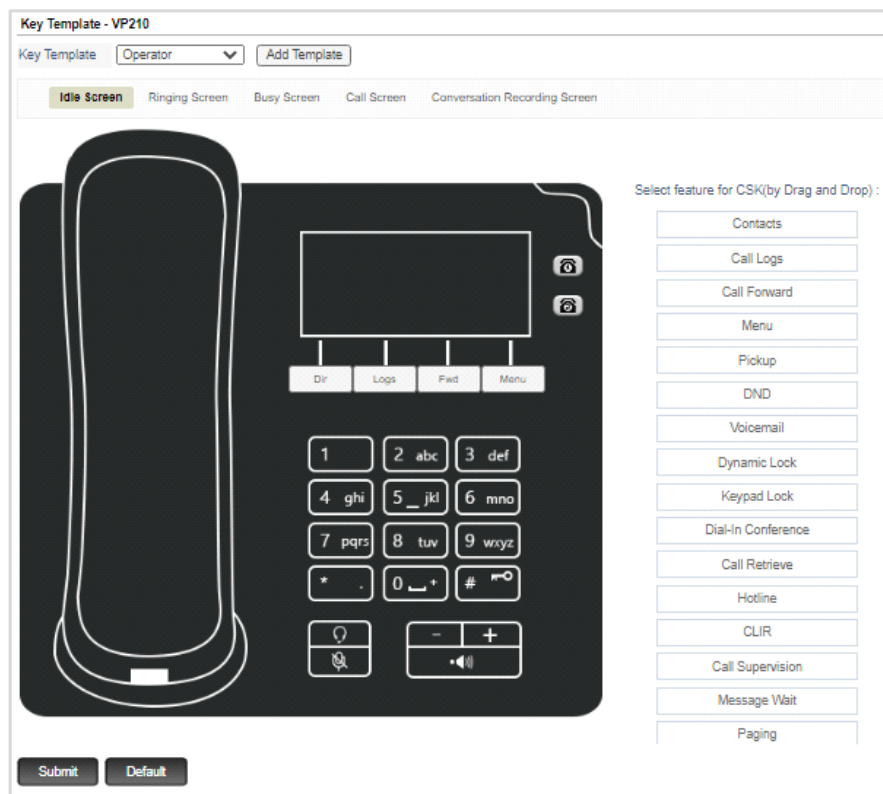 Key Template - VP210
Key Template Operator Add Template
Idle Screen Ringing Screen Busy Screen Call Screen Conversation Recording Screen
Select feature for CSK(by Drag and Drop) :
Contacts
Call Logs
Call Forward
Menu
Pickup
DND
Voicemail
Dynamic Lock
Keypad Lock
Dial-In Conference
Call Retrieve
Hotline
CLIR
Call Supervision
Message Wait
Paging
Dir Logs Fwd Menu
1 2 abc 3 def
4 ghi 5 _ jkl 6 mno
7 pqrs 8 tuv 9 wxyz
* . 0 + #
- +
Submit Default